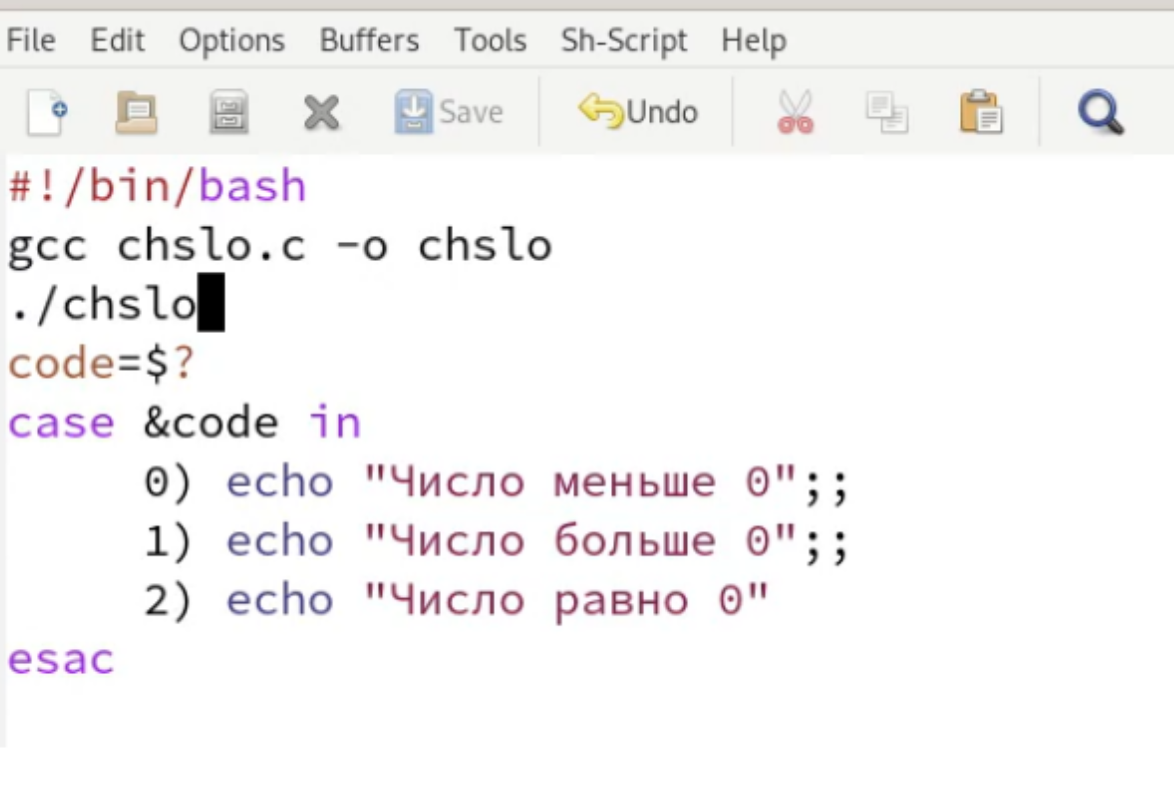 File Edit Options Buffers Tools Sh-Script Help
Save Undo
#!/bin/bash
gcc chslo.c -o chslo
./chslo
code=$?
case &code in
0) echo "Число меньше 0";;
1) echo "Число больше 0";;
2) echo "Число равно 0"
esac